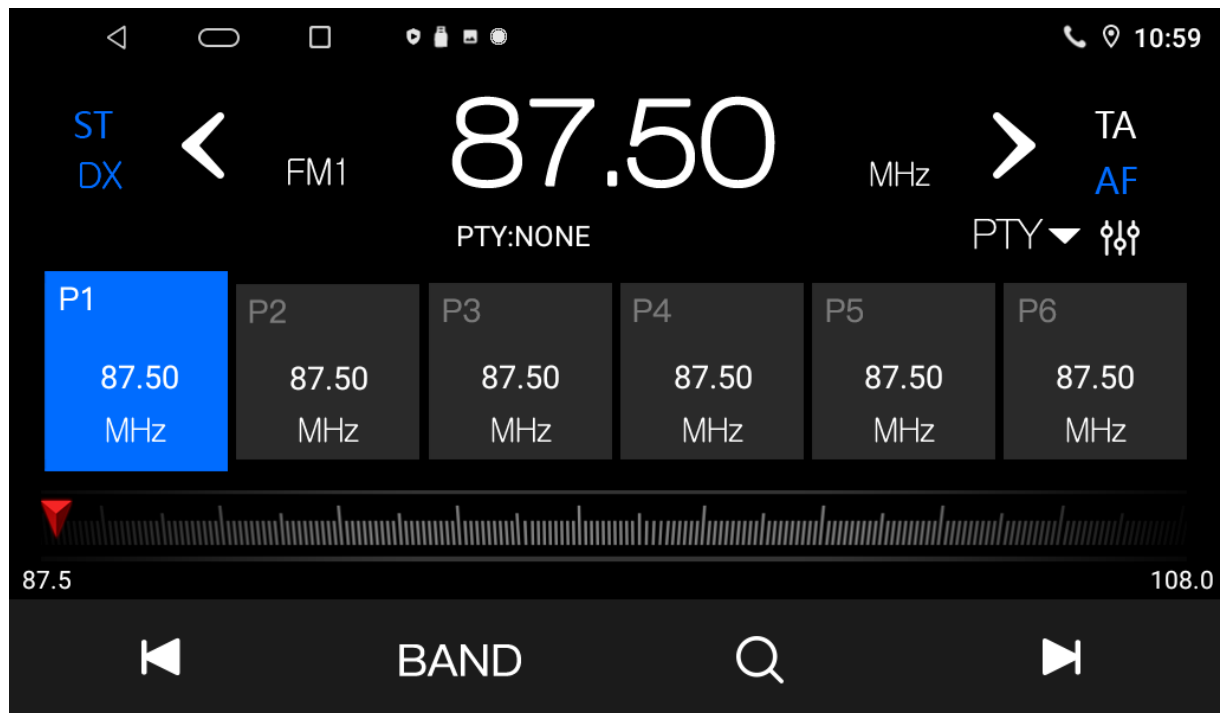 10:59
ST
DX
FM1
87.50
MHz
TA
AF
PTY:NONE
PTY
P1
P2
P3
P4
P5
P6
87.50
87.50
87.50
87.50
87.50
87.50
MHz
MHz
MHz
MHz
MHz
MHz
87.5
108.0
BAND